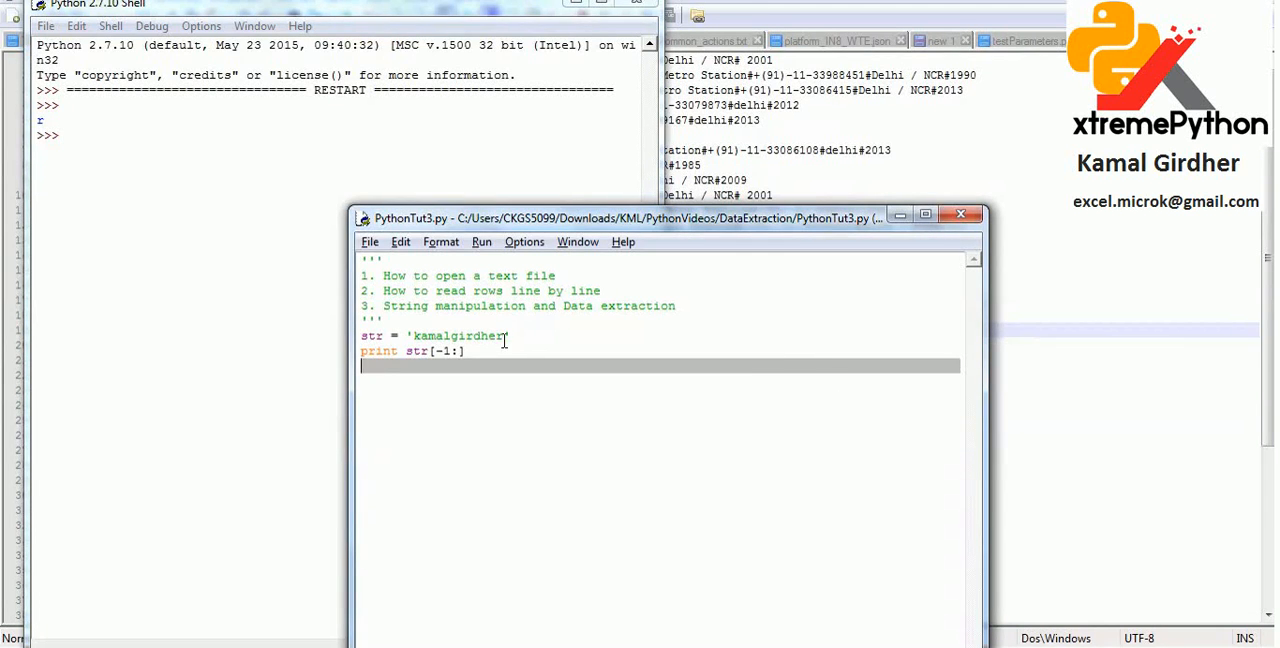 Python 2.7.10 Shell
File Edit Shell Debug Options Window Help
Python 2.7.10 (default, May 23 2015, 09:40:32) [MSC v.1500 32 bit (Intel)] on wi
n32
Type "copyright", "credits" or "license()" for more information.
>>> ================================ RESTART ================================
>>>
r
>>>
ommon_actions.txt platform_IN8_WTE.json new 1 testParameters.p
Delhi / NCR# 2001
Metro Station#+(91)-11-33988451#Delhi / NCR#1990
tro Station#+(91)-11-33086415#Delhi / NCR#2013
-33079873#delhi#2012
9167#delhi#2013
tation#+(91)-11-33086108#delhi#2013
R#1985
hi / NCR#2009
Delhi / NCR# 2001
xtremePython
Kamal Girdher
excel.microk@gmail.com
PythonTut3.py - C:/Users/CKGS5099/Downloads/KML/PythonVideos/DataExtraction/PythonTut3.py (...
File Edit Format Run Options Window Help
'''
1. How to open a text file
2. How to read rows line by line
3. String manipulation and Data extraction
'''
str = 'kamalgirdher'
print str[-1:]
Nor Dos\Windows UTF-8 INS